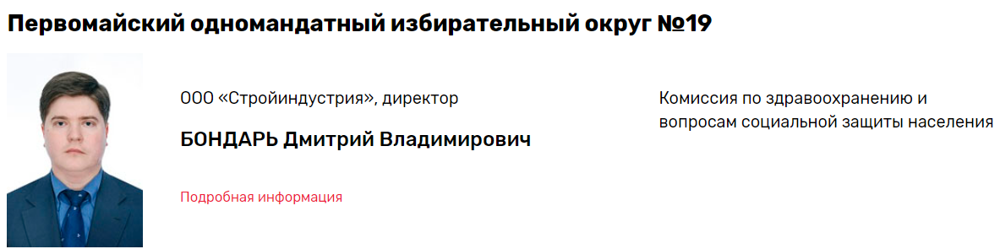 Первомайский одномандатный избирательный округ №19
ООО «Стройиндустрия», директор
БОНДАРЬ Дмитрий Владимирович
Подробная информация
Комиссия по здравоохранению и
вопросам социальной защиты населения